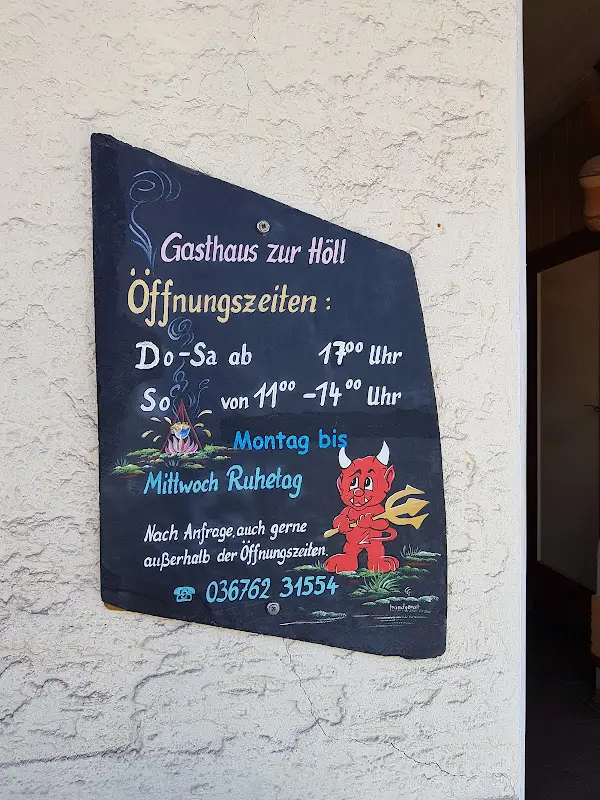 Gasthaus zur Höll
Öffnungszeiten :
Do-Sa ab 17⁰⁰ Uhr
So von 11⁰⁰ - 14⁰⁰ Uhr
Montag bis
Mittwoch Ruhetag
Nach Anfrage, auch gerne
außerhalb der Öffnungszeiten.
☎ 036762 31554